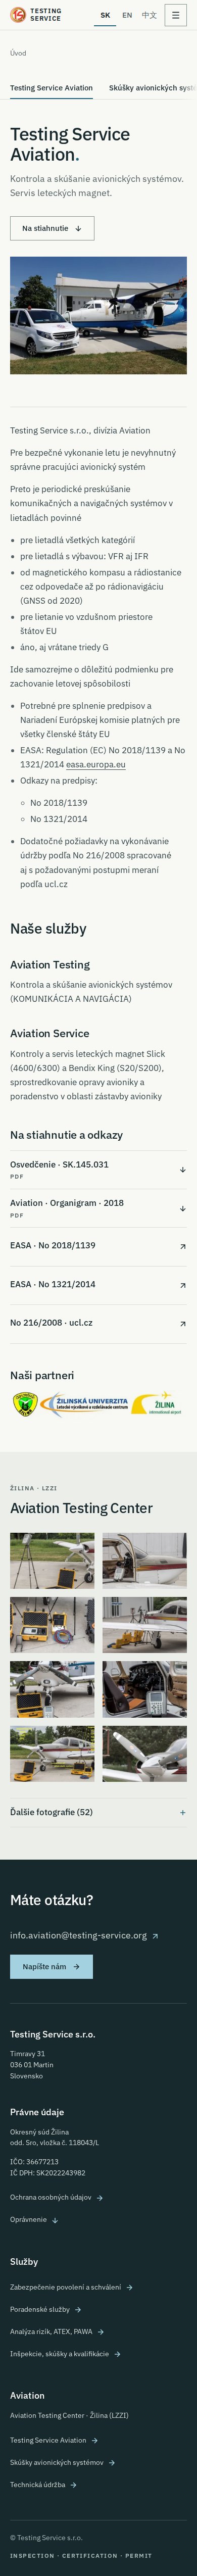 TESTING
SERVICE
SK
EN
中文
Úvod
Testing Service Aviation
Skúšky avionických
Testing Service
Aviation.
Kontrola a skúšanie avionických systémov.
Servis leteckých magnet.
Na stiahnutie ↓
Testing Service s.r.o., divízia Aviation
Pre bezpečné vykonanie letu je nevyhnutný
správne pracujúci avionický systém
Preto je periodické preskúšanie
komunikačných a navigačných systémov v
lietadlách povinné
pre lietadlá všetkých kategórií
pre lietadlá s výbavou: VFR aj IFR
od magnetického kompasu a rádiostanice
cez odpovedače až po rádionavigáciu
(GNSS od 2020)
pre lietanie vo vzdušnom priestore
štátov EU
áno, aj vrátane triedy G
Ide samozrejme o dôležitú podmienku pre
zachovanie letovej spôsobilosti
Potrebné pre splnenie predpisov a
Nariadení Európskej komisie platných pre
všetky členské štáty EU
EASA: Regulation (EC) No 2018/1139 a No
1321/2014 easa.europa.eu
Odkazy na predpisy:
No 2018/1139
No 1321/2014
Dodatočné požiadavky na vykonávanie
údržby podľa No 216/2008 spracované
aj s požadovanými postupmi meraní
podľa ucl.cz
Naše služby
Aviation Testing
Kontrola a skúšanie avionických systémov
(KOMUNIKÁCIA A NAVIGÁCIA)
Aviation Service
Kontroly a servis leteckých magnet Slick
(4600/6300) a Bendix King (S20/S200),
sprostredkovanie opravy avioniky a
poradenstvo v oblasti zástavby avioniky
Na stiahnutie a odkazy
Osvedčenie · SK.145.031
PDF
Aviation · Organigram · 2018
PDF
EASA · No 2018/1139
EASA · No 1321/2014
No 216/2008 · ucl.cz
Naši partneri
ŽILINSKÁ UNIVERZITA
Letecké výcvikové a vzdelávacie centrum
ŽILINA
ŽILINA · LZZI
Aviation Testing Center
Ďalšie fotografie (52) +
Máte otázku?
info.aviation@testing-service.org ↗
Napíšte nám →
Testing Service s.r.o.
Timravy 31
036 01 Martin
Slovensko
Právne údaje
Okresný súd Žilina
odd. Sro, vložka č. 118043/L
IČO: 36677213
IČ DPH: SK2022243982
Ochrana osobných údajov →
Oprávnenie ↓
Služby
Zabezpečenie povolení a schválení →
Poradenské služby →
Analýza rizík, ATEX, PAWA →
Inšpekcie, skúšky a kvalifikácie →
Aviation
Aviation Testing Center · Žilina (LZZI)
Testing Service Aviation →
Skúšky avionických systémov →
Technická údržba →
© Testing Service s.r.o.
INSPECTION · CERTIFICATION · PERMIT